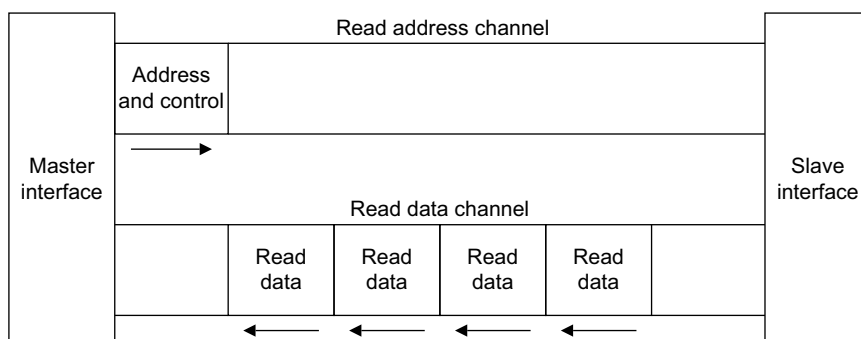 Read address channel
Address
and control
Master
interface
Slave
interface
Read data channel
Read
data
Read
data
Read
data
Read
data